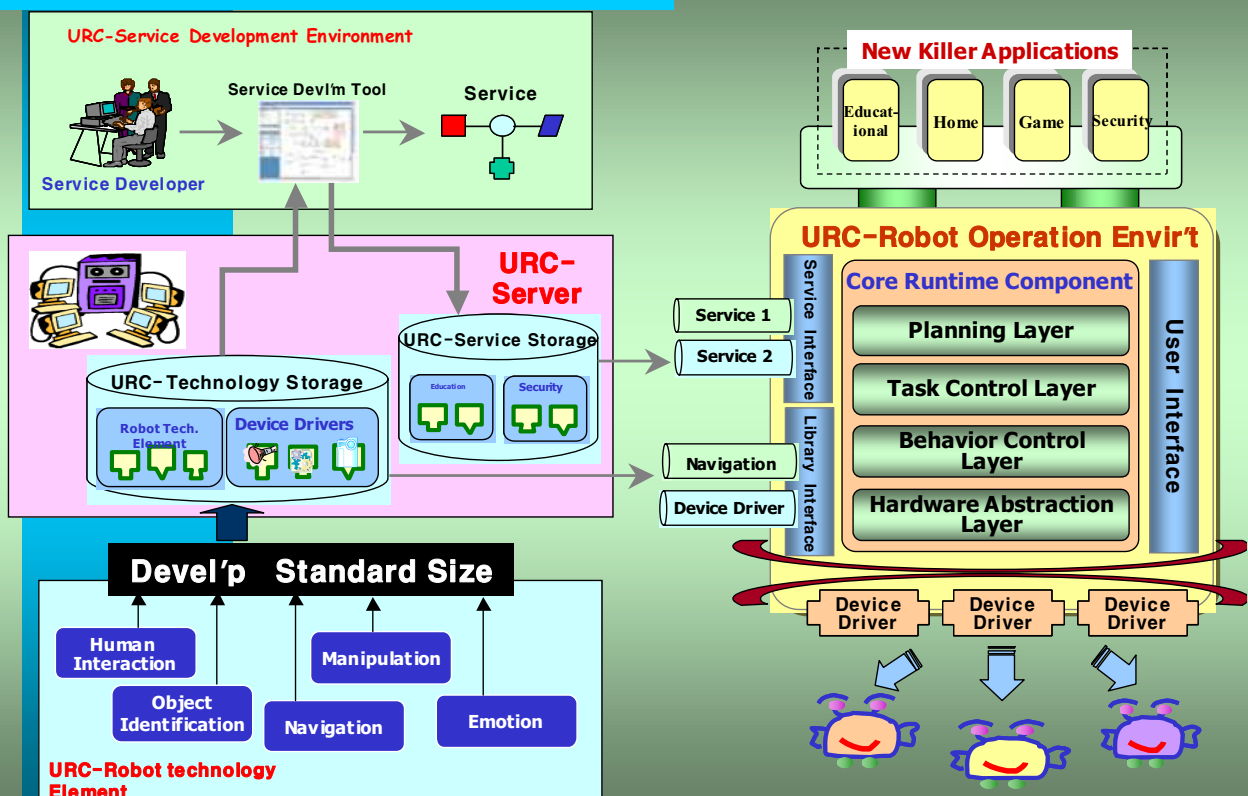 URC-Service Development Environment
Service Devl'm Tool
Service
Service Developer
URC-
Server
URC-Service Storage
Education
Security
URC-Technology Storage
Robot Tech.
Element
Device Drivers
Devel'p Standard Size
Human
Interaction
Manipulation
Object
Identification
Navigation
Emotion
URC-Robot technology
Element
New Killer Applications
Educat-
ional
Home
Game
Security
URC-Robot Operation Envir't
Service Interface
Core Runtime Component
Planning Layer
Task Control Layer
Behavior Control
Layer
Hardware Abstraction
Layer
User Interface
Service 1
Service 2
Library Interface
Navigation
Device Driver
Device
Driver
Device
Driver
Device
Driver